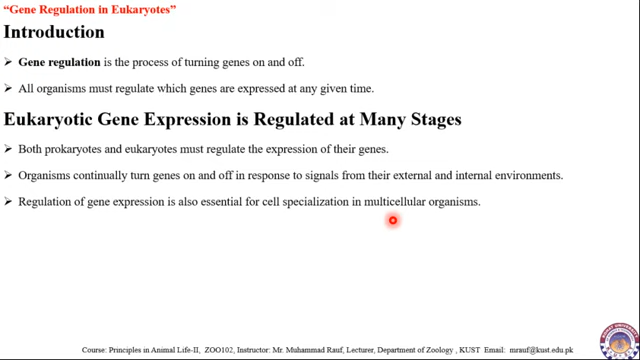 “Gene Regulation in Eukaryotes”
Introduction
➢ Gene regulation is the process of turning genes on and off.
➢ All organisms must regulate which genes are expressed at any given time.
Eukaryotic Gene Expression is Regulated at Many Stages
➢ Both prokaryotes and eukaryotes must regulate the expression of their genes.
➢ Organisms continually turn genes on and off in response to signals from their external and internal environments.
➢ Regulation of gene expression is also essential for cell specialization in multicellular organisms.
Course: Principles in Animal Life-II, ZOO102, Instructor: Mr. Muhammad Rauf, Lecturer, Department of Zoology , KUST Email: mrauf@kust.edu.pk